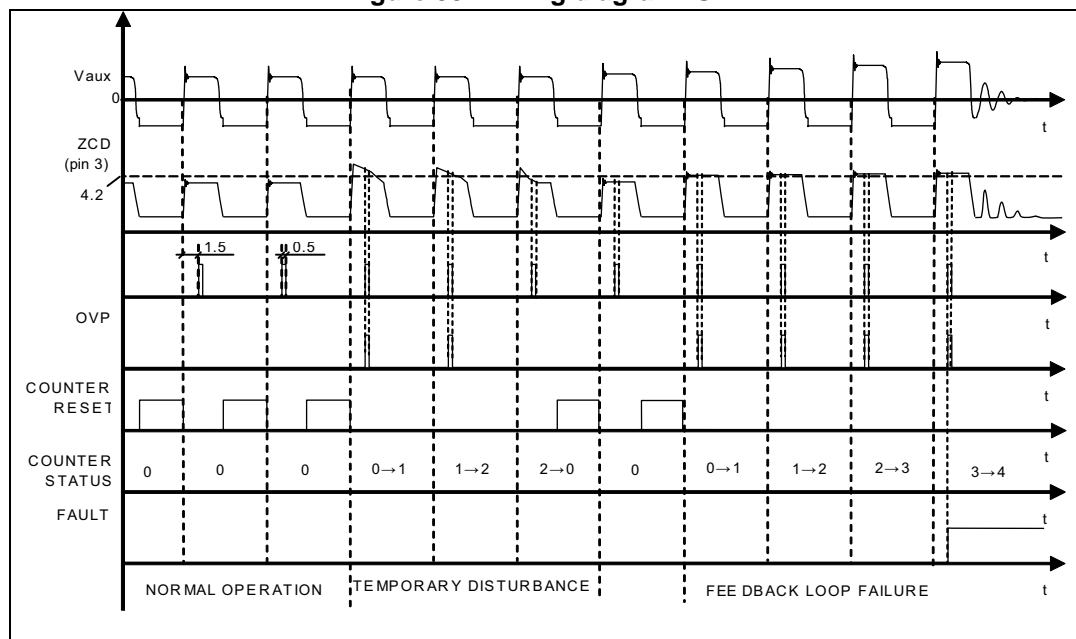 Vaux
0
t
ZCD
(pin 3)
4.2
t
1.5
0.5
t
OVP
t
COUNTER
RESET
t
COUNTER
STATUS
0
0
0
0→1
1→2
2→0
0
0→1
1→2
2→3
3→4
t
FAULT
t
NORMAL OPERATION
TEMPORARY DISTURBANCE
FEEDBACK LOOP FAILURE
t